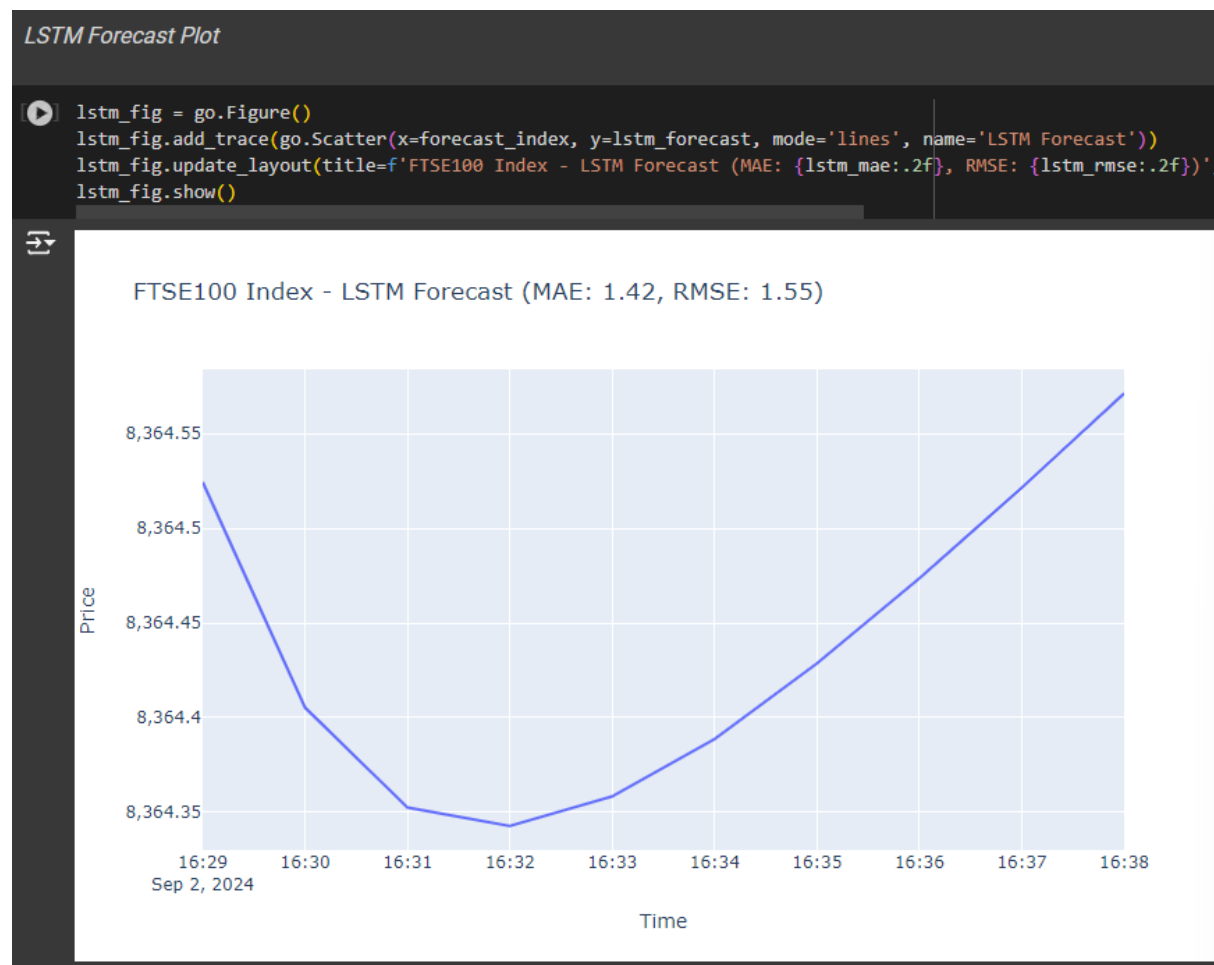 LSTM Forecast Plot
lstm_fig = go.Figure()
lstm_fig.add_trace(go.Scatter(x=forecast_index, y=lstm_forecast, mode='lines', name='LSTM Forecast'))
lstm_fig.update_layout(title=f'FTSE100 Index - LSTM Forecast (MAE: {lstm_mae:.2f}, RMSE: {lstm_rmse:.2f})'
lstm_fig.show()
FTSE100 Index - LSTM Forecast (MAE: 1.42, RMSE: 1.55)
8,364.55
8,364.5
8,364.45
8,364.4
8,364.35
Price
16:29 16:30 16:31 16:32 16:33 16:34 16:35 16:36 16:37 16:38
Sep 2, 2024
Time